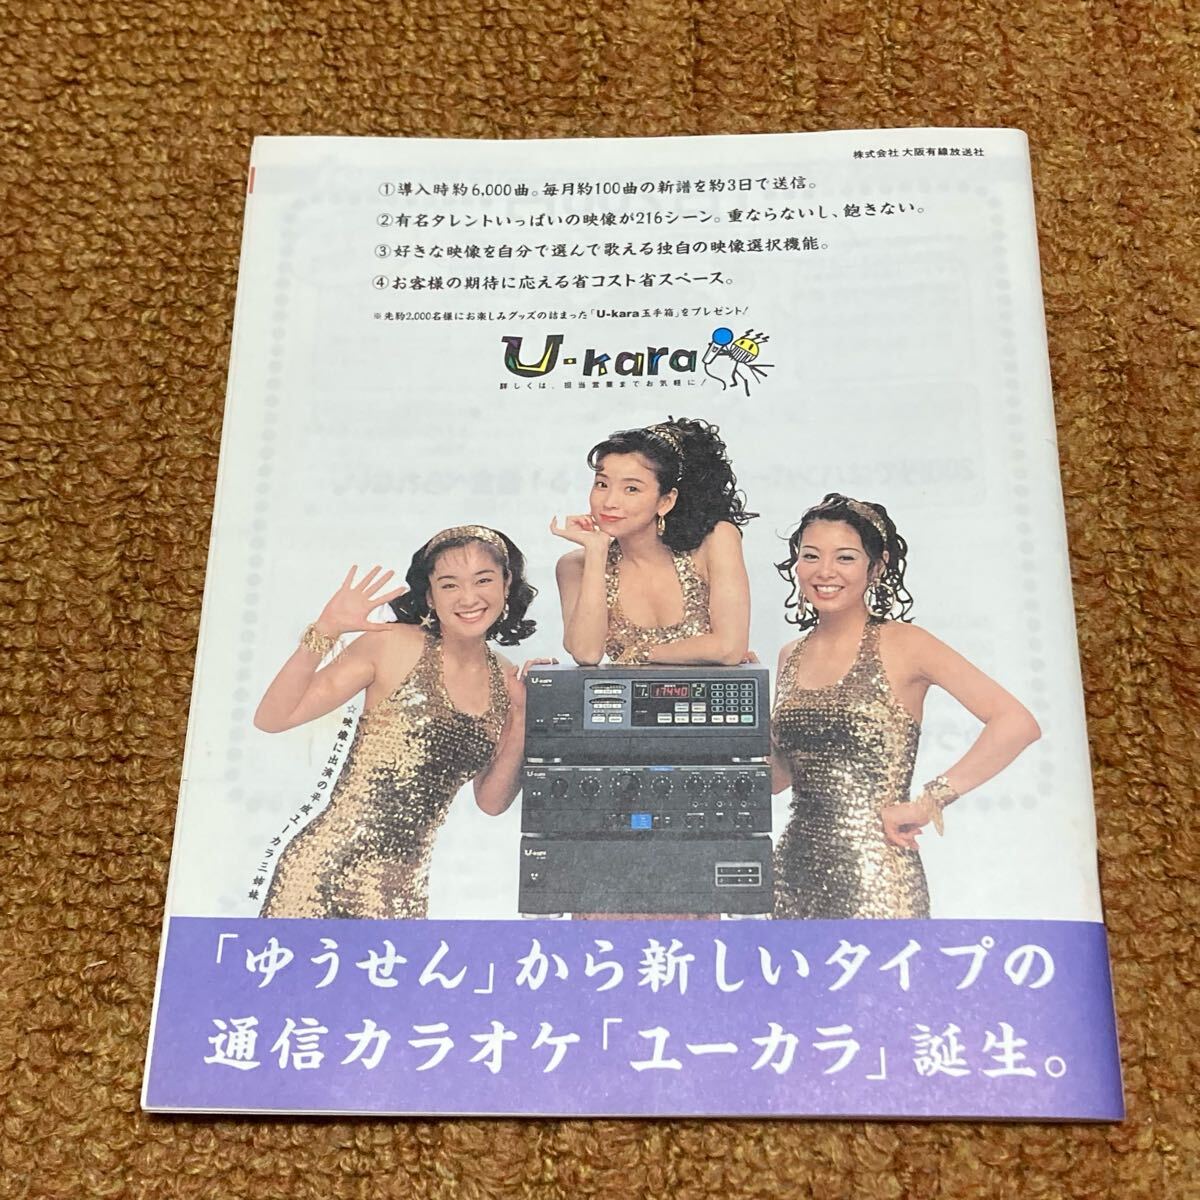 株式会社 大阪有線放送社
①導入時約6,000曲。毎月約100曲の新譜を約3日で送信。
②有名タレントいっぱいの映像が216シーン。重ならないし、飽きない。
③好きな映像を自分で選んで歌える独自の映像選択機能。
④お客様の期待に応える省コスト省スペース。
※先約2,000名様にお楽しみグッズの詰まった「U-kara玉手箱」をプレゼント!
U-kara
詳しくは、担当営業までお気軽に!
☆映像に出演の平成ユーカラ三姉妹
U-kara
17440
2
U-kara
U-kara
「ゆうせん」から新しいタイプの
通信カラオケ「ユーカラ」誕生。